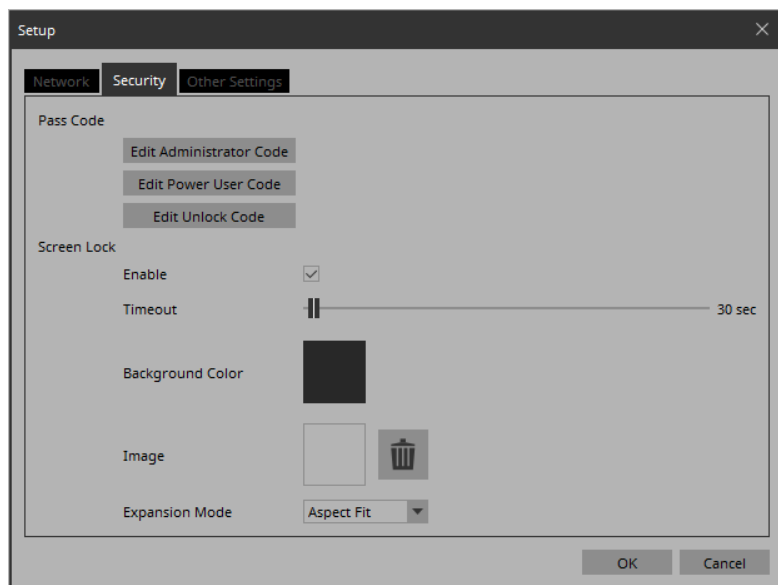 Setup
Network Security Other Settings
Pass Code
Edit Administrator Code
Edit Power User Code
Edit Unlock Code
Screen Lock
Enable
Timeout 30 sec
Background Color
Image
Expansion Mode Aspect Fit
OK Cancel